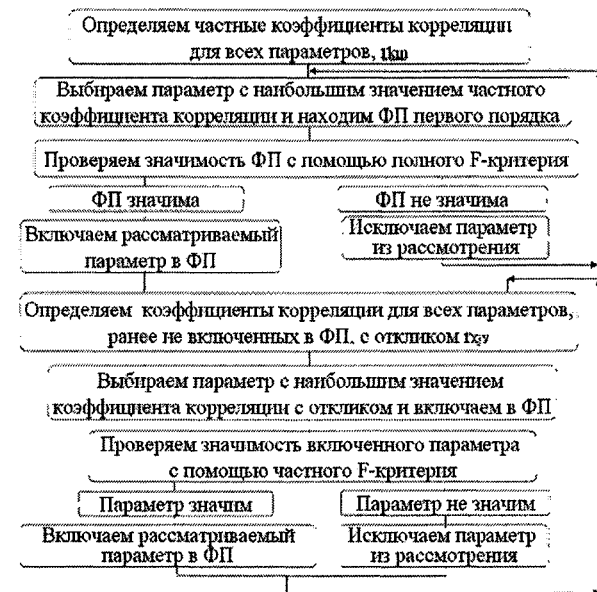 Определяем частные коэффициенты корреляции
для всех параметров, rkm
Выбираем параметр с наибольшим значением частного
коэффициента корреляции и находим ФП первого порядка
Проверяем значимость ФП с помощью полного F-критерия
ФП значима
ФП не значима
Включаем рассматриваемый
параметр в ФП
Исключаем параметр
из рассмотрения
Определяем коэффициенты корреляции для всех параметров,
ранее не включенных в ФП, с откликом
Выбираем параметр с наибольшим значением
коэффициента корреляции с откликом и включаем в ФП
Проверяем значимость включенного параметра
с помощью частного F-критерия
Параметр значим
Параметр не значим
Включаем рассматриваемый
параметр в ФП
Исключаем параметр
из рассмотрения